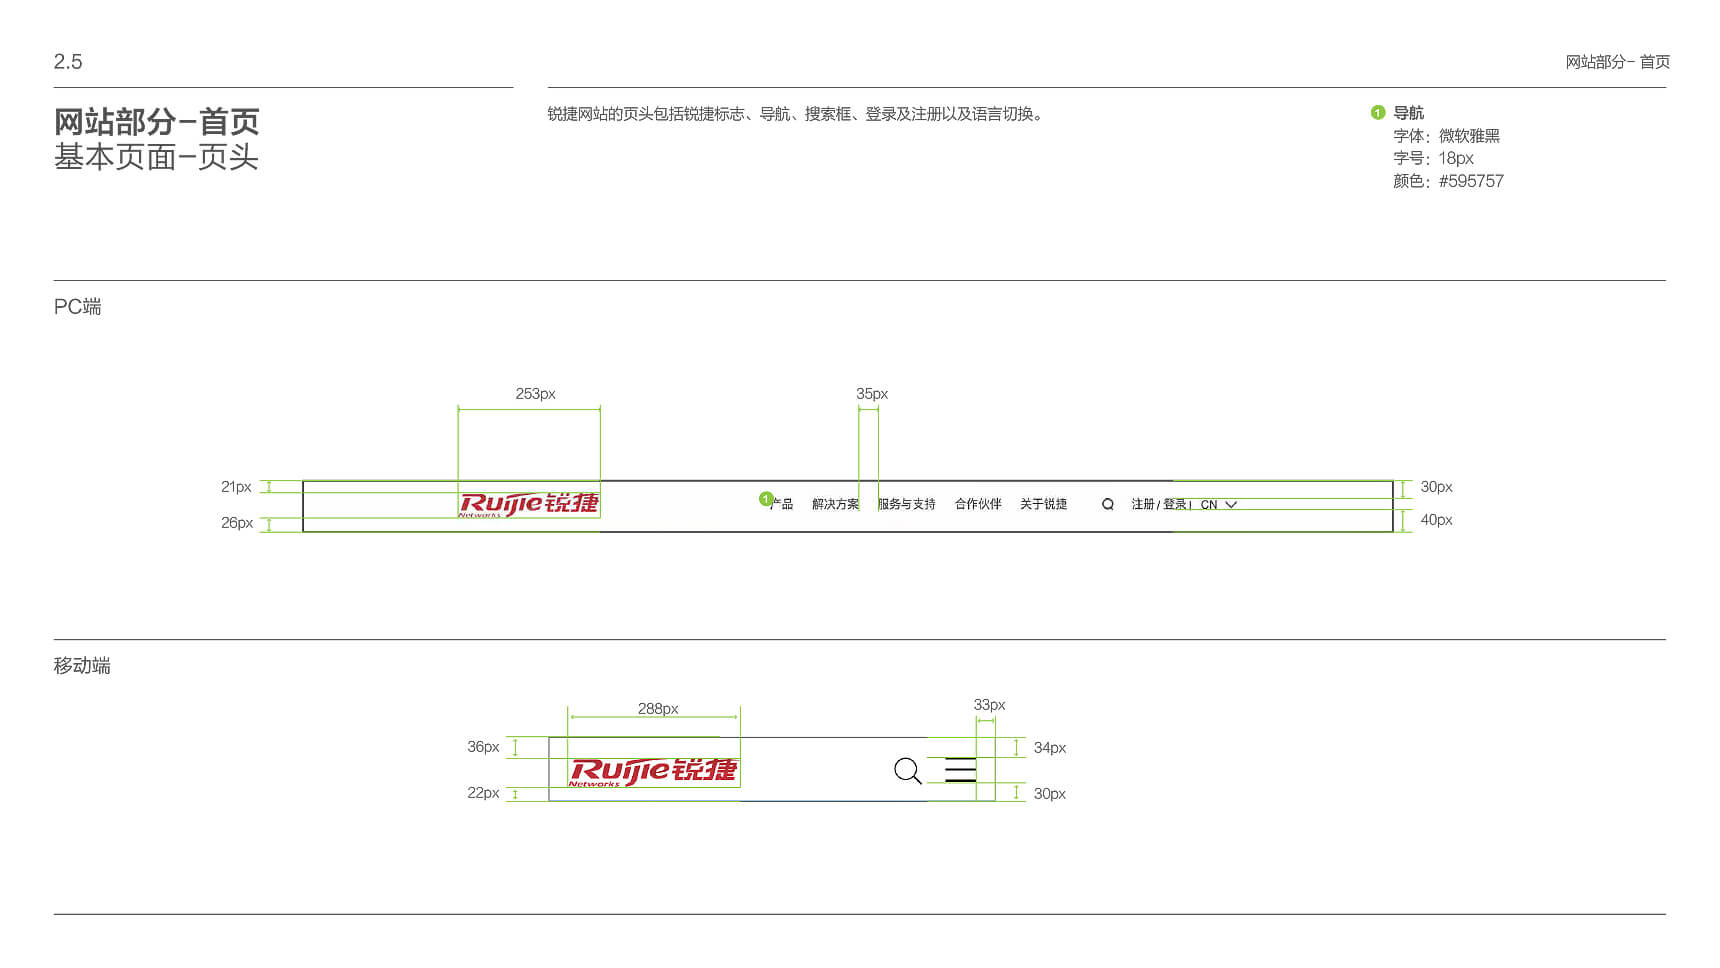 2.5
网站部分- 首页
网站部分-首页
基本页面-页头
锐捷网站的页头包括锐捷标志、导航、搜索框、登录及注册以及语言切换。
1 导航
字体：微软雅黑
字号：18px
颜色：#595757
PC端
253px
35px
21px
26px
Ruijie锐捷
Networks
1 产品 解决方案 服务与支持 合作伙伴 关于锐捷 注册/登录| CN
30px
40px
移动端
288px
33px
36px
22px
Ruijie锐捷
Networks
34px
30px